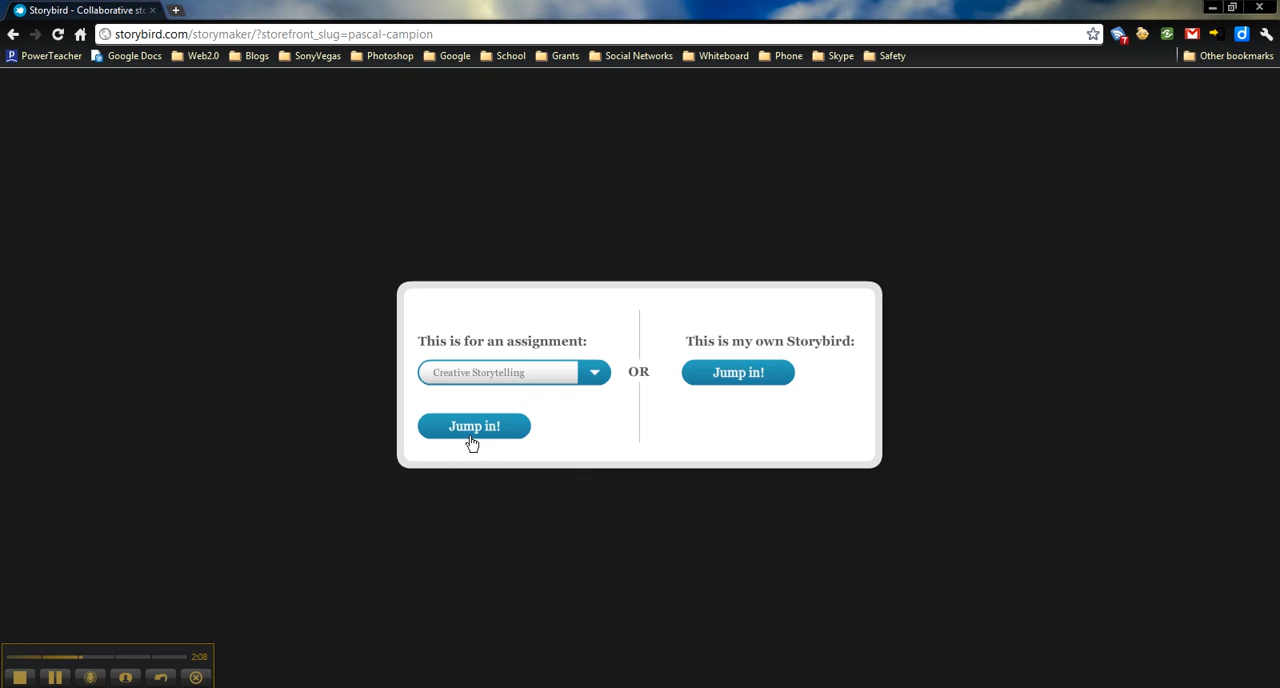 Storybird - Collaborative sto
storybird.com/storymaker/?storefront_slug=pascal-campion
PowerTeacher Google Docs Web2.0 Blogs SonyVegas Photoshop Google School Grants Social Networks Whiteboard Phone Skype Safety Other bookmarks
This is for an assignment:
Creative Storytelling
Jump in!
OR
This is my own Storybird:
Jump in!
2:08